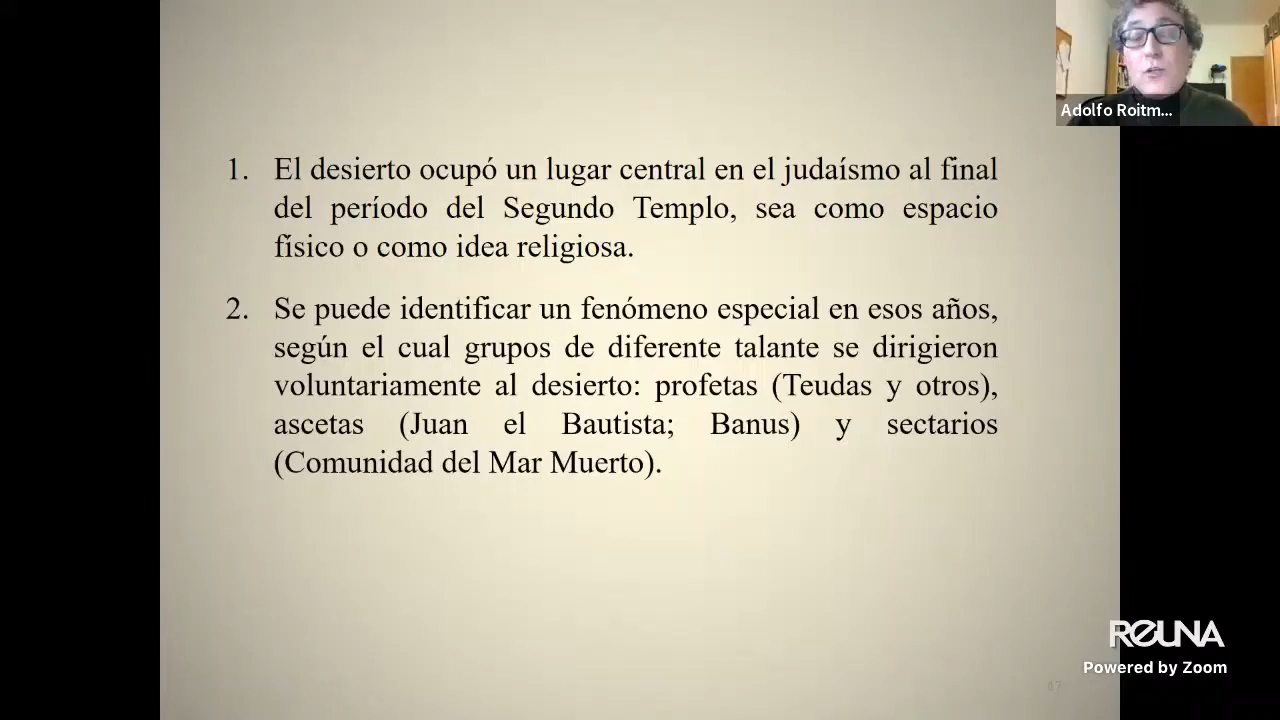 Adolfo Roitm...
1. El desierto ocupó un lugar central en el judaísmo al final
del período del Segundo Templo, sea como espacio
físico o como idea religiosa.
2. Se puede identificar un fenómeno especial en esos años,
según el cual grupos de diferente talante se dirigieron
voluntariamente al desierto: profetas (Teudas y otros),
ascetas (Juan el Bautista; Banus) y sectarios
(Comunidad del Mar Muerto).
REUNA
Powered by Zoom